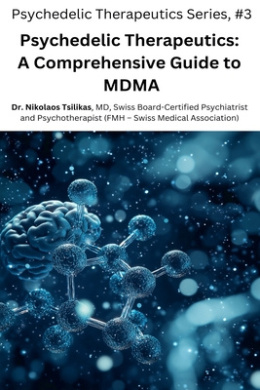 Psychedelic Therapeutics Series, #3
Psychedelic Therapeutics:
A Comprehensive Guide to
MDMA
Dr. Nikolaos Tsilikas, MD, Swiss Board-Certified Psychiatrist
and Psychotherapist (FMH – Swiss Medical Association)